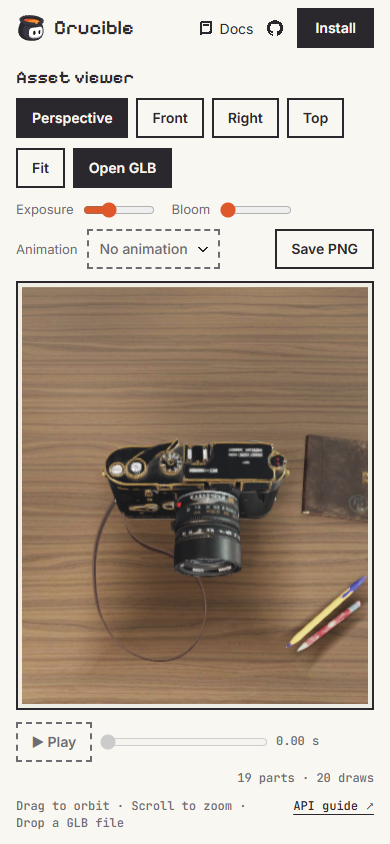 Crucible
Docs
Install
Asset viewer
Perspective
Front
Right
Top
Fit
Open GLB
Exposure
Bloom
Animation
No animation
Save PNG
Play
0.00 s
19 parts · 20 draws
Drag to orbit · Scroll to zoom ·
Drop a GLB file
API guide ↗